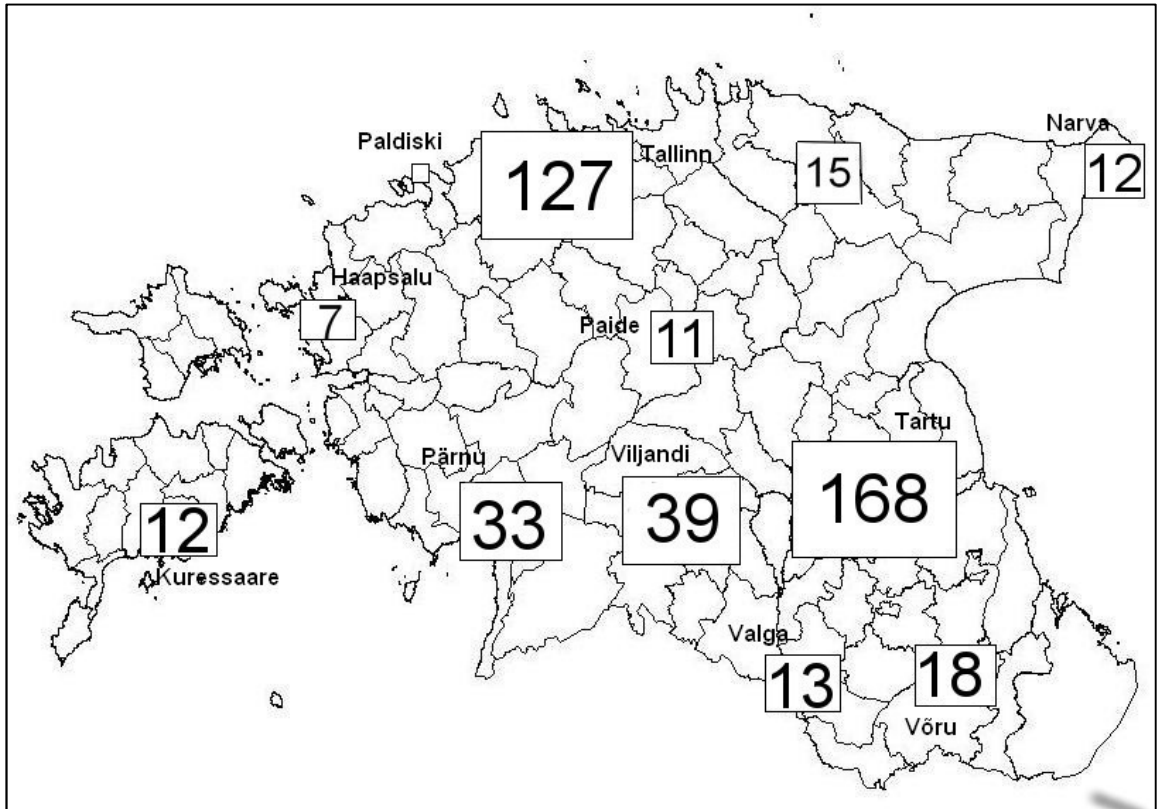 Narva
Paldiski
Tallinn
127
15
12
Haapsalu
7
Paide
11
Tartu
Pärnu
Viljandi
168
33
39
12
Kuressaare
Valga
13
18
Võru